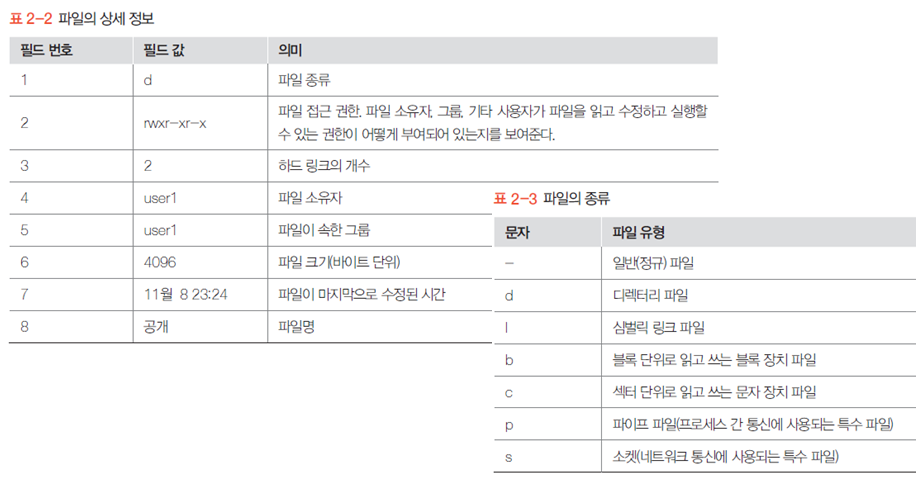 표 2-2 파일의 상세 정보
필드 번호 필드 값 의미
1 d 파일 종류
2 rwxr-xr-x 파일 접근 권한. 파일 소유자, 그룹, 기타 사용자가 파일을 읽고 수정하고 실행할
수 있는 권한이 어떻게 부여되어 있는지를 보여준다.
3 2 하드 링크의 개수
4 user1 파일 소유자
5 user1 파일이 속한 그룹
6 4096 파일 크기(바이트 단위)
7 11월 8 23:24 파일이 마지막으로 수정된 시간
8 공개 파일명
표 2-3 파일의 종류
문자 파일 유형
- 일반(정규) 파일
d 디렉터리 파일
l 심벌릭 링크 파일
b 블록 단위로 읽고 쓰는 블록 장치 파일
c 섹터 단위로 읽고 쓰는 문자 장치 파일
p 파이프 파일(프로세스 간 통신에 사용되는 특수 파일)
s 소켓(네트워크 통신에 사용되는 특수 파일)